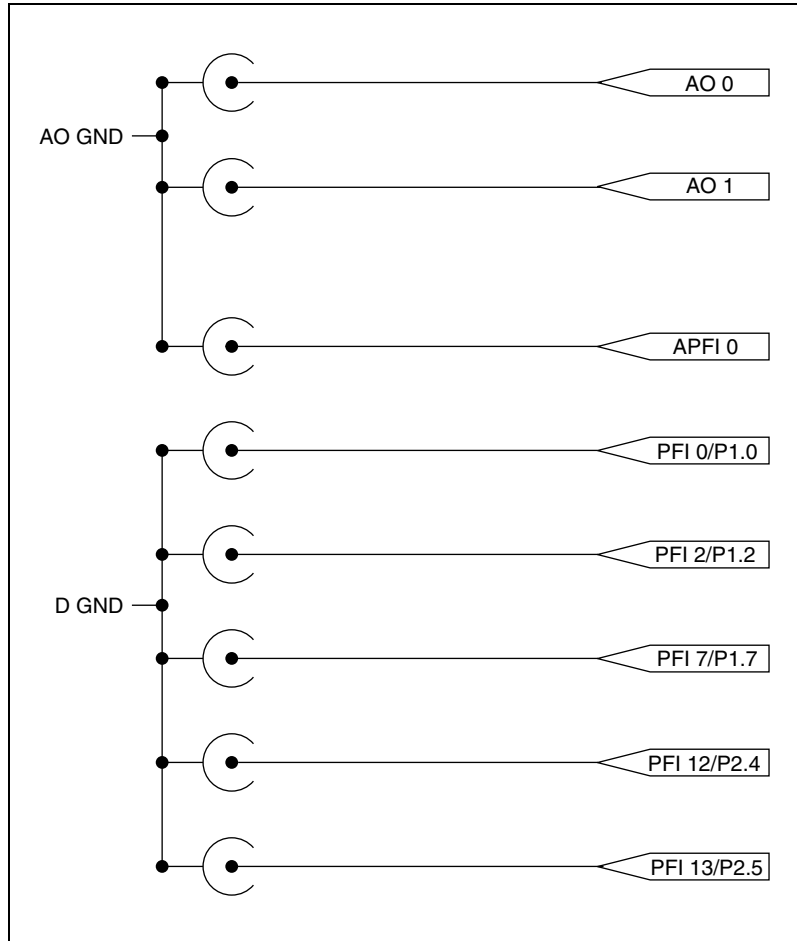 AO 0
AO GND
AO 1
APFI 0
PFI 0/P1.0
PFI 2/P1.2
D GND
PFI 7/P1.7
PFI 12/P2.4
PFI 13/P2.5